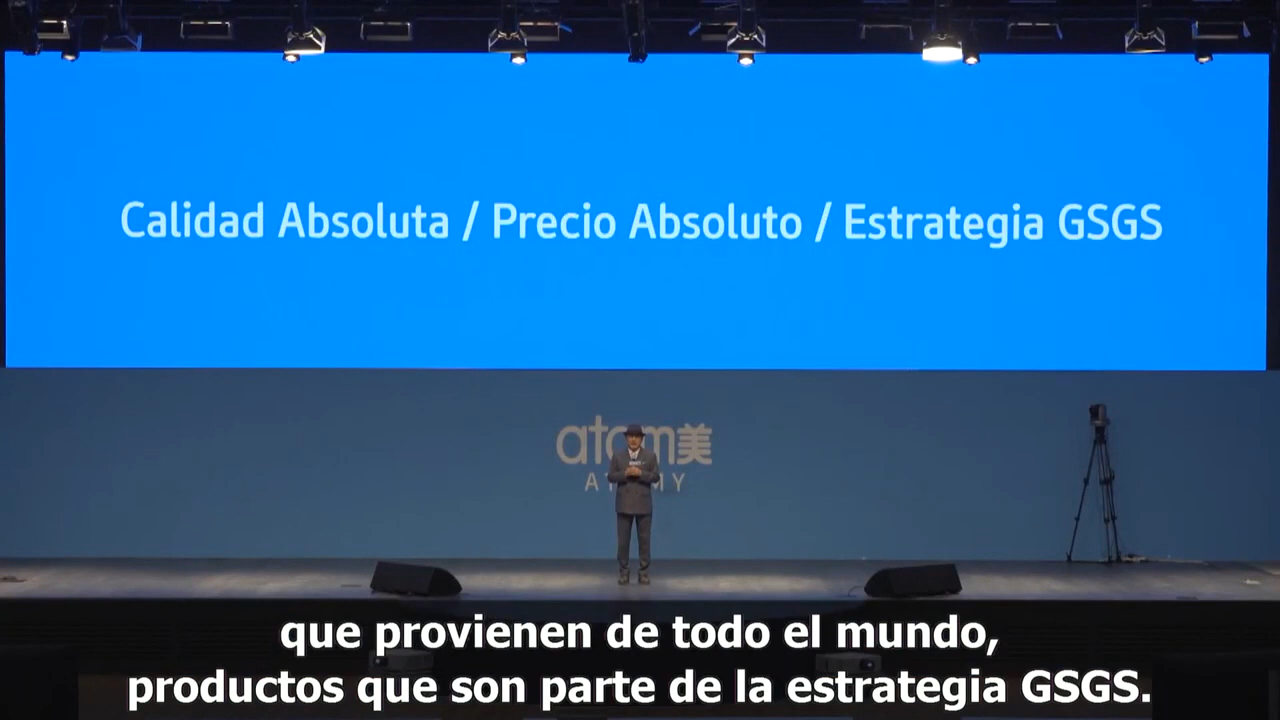 Calidad Absoluta / Precio Absoluto / Estrategia GSGS
atom美
que provienen de todo el mundo,
productos que son parte de la estrategia GSGS.